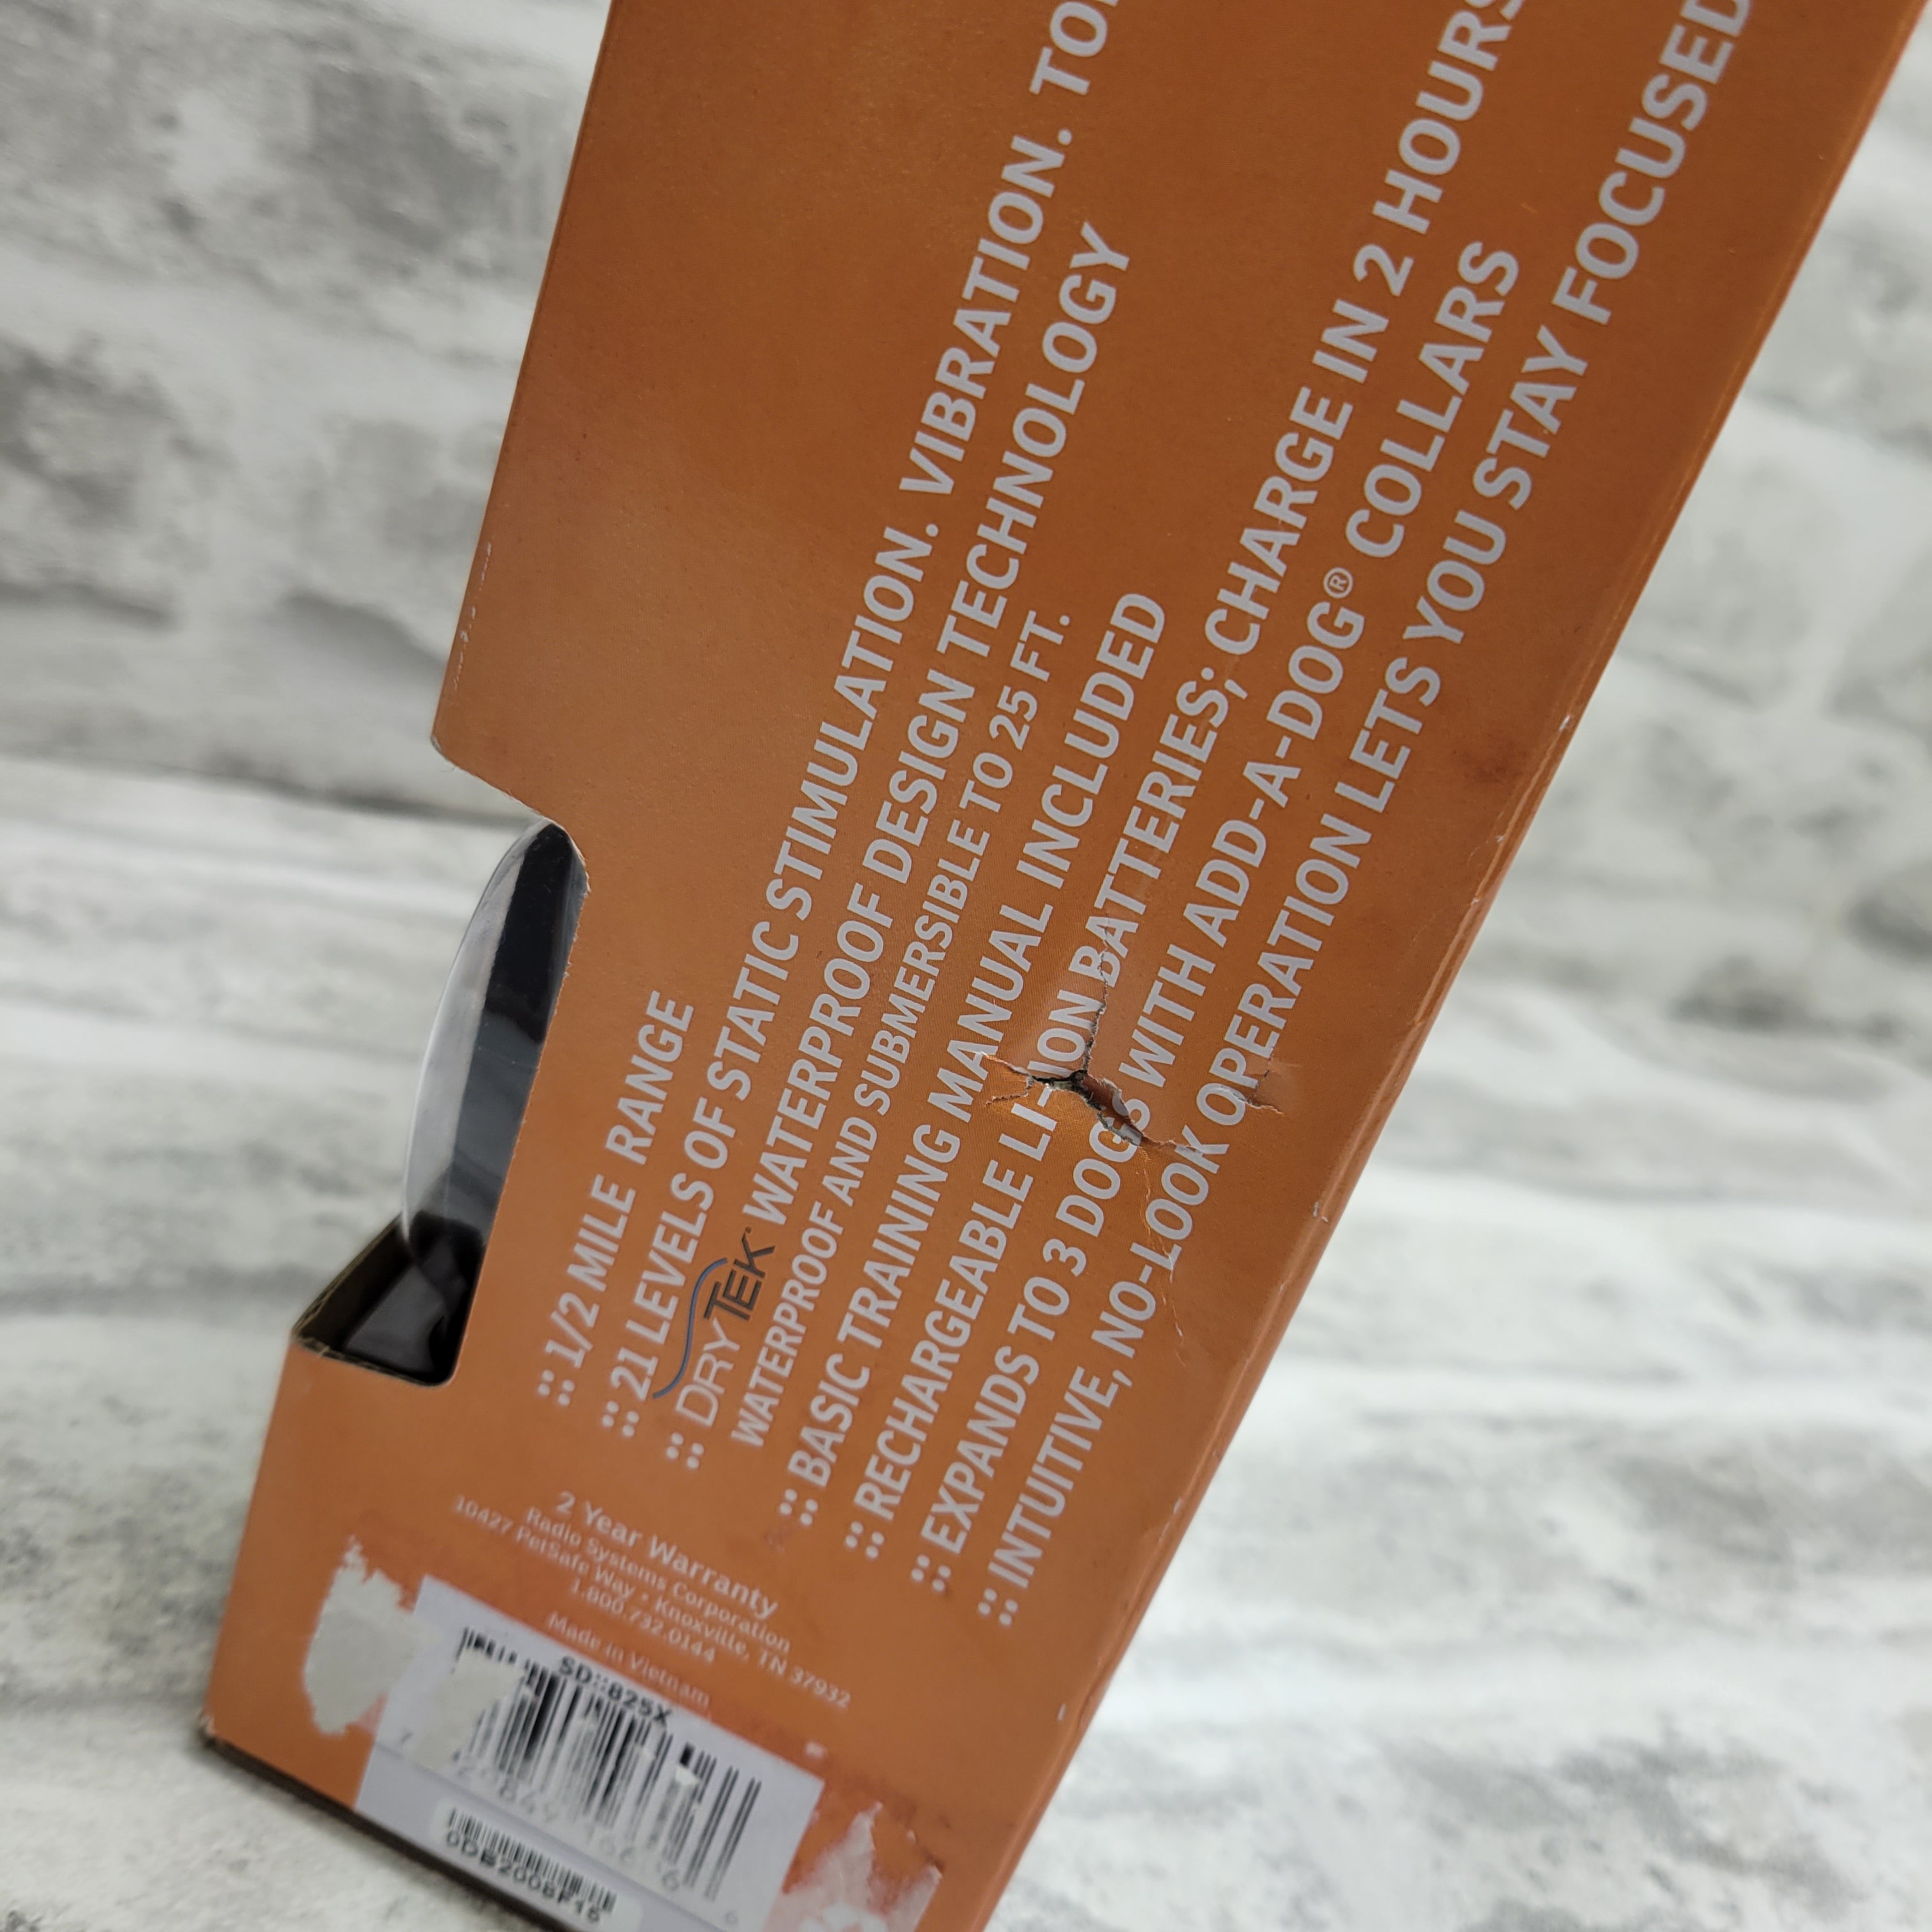 :: 1/2 MILE RANGE
:: 21 LEVELS OF STATIC STIMULATION. VIBRATION.
:: DRYTEK WATERPROOF DESIGN TECHNOLOGY
WATERPROOF AND SUBMERSIBLE TO 25 FT.
:: BASIC TRAINING MANUAL INCLUDED
:: RECHARGEABLE LI-ION BATTERIES; CHARGE IN 2 HOURS
:: EXPANDS TO 3 DOGS WITH ADD-A-DOG® COLLARS
:: INTUITIVE, NO-LOOK OPERATION LETS YOU STAY FOCUSED
2 Year Warranty
Radio Systems Corporation
10427 PetSafe Way • Knoxville, TN 37932
1.800.732.0144
Made in Vietnam
SD::825X